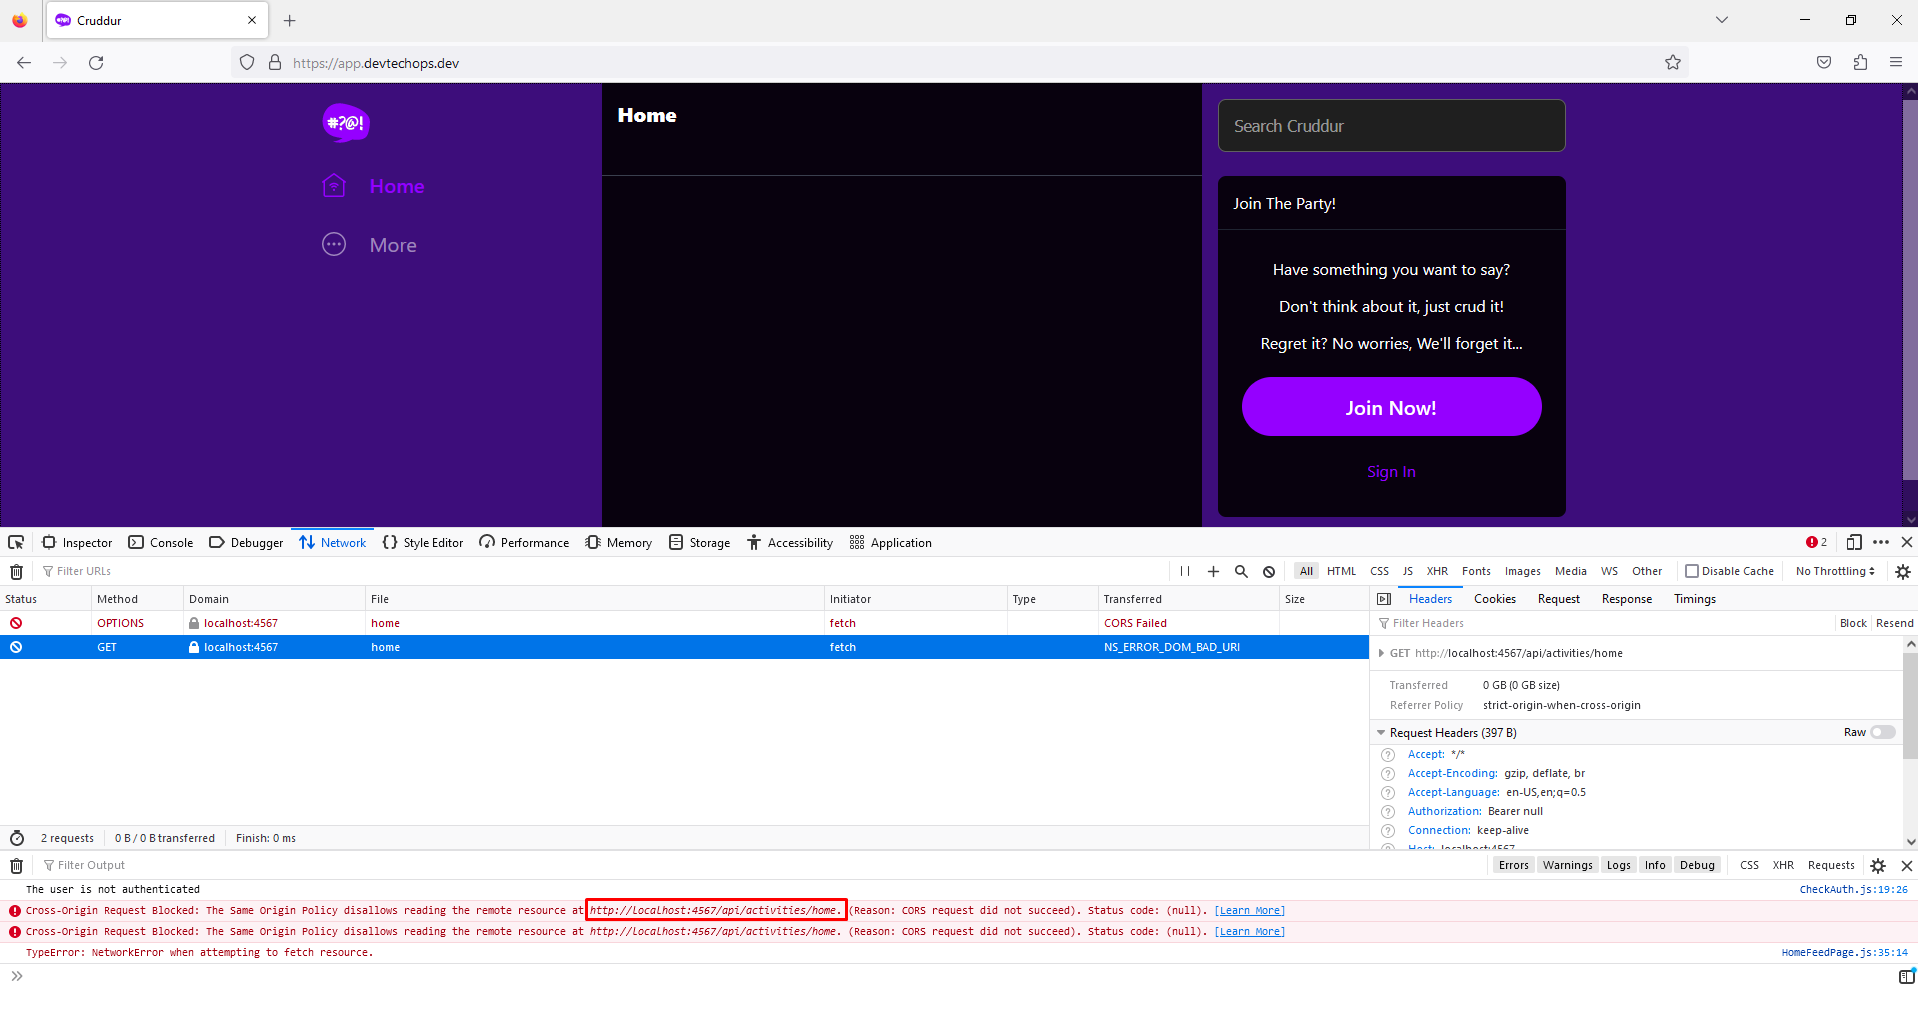 Cruddur
https://app.devtechops.dev
#?@!
Home
More
Home
Search Cruddur
Join The Party!
Have something you want to say?
Don't think about it, just crud it!
Regret it? No worries, We'll forget it...
Join Now!
Sign In
Inspector Console Debugger Network Style Editor Performance Memory Storage Accessibility Application 2
Filter URLs All HTML CSS JS XHR Fonts Images Media WS Other Disable Cache No Throttling
Status Method Domain File Initiator Type Transferred Size
OPTIONS localhost:4567 home fetch CORS Failed
GET localhost:4567 home fetch NS_ERROR_DOM_BAD_URI
2 requests 0 B / 0 B transferred Finish: 0 ms
Headers Cookies Request Response Timings
Filter Headers Block Resend
GET http://localhost:4567/api/activities/home
Transferred 0 GB (0 GB size)
Referrer Policy strict-origin-when-cross-origin
Request Headers (397 B) Raw
Accept: */*
Accept-Encoding: gzip, deflate, br
Accept-Language: en-US,en;q=0.5
Authorization: Bearer null
Connection: keep-alive
Host: localhost:4567
Filter Output Errors Warnings Logs Info Debug CSS XHR Requests
The user is not authenticated CheckAuth.js:19:26
Cross-Origin Request Blocked: The Same Origin Policy disallows reading the remote resource at http://localhost:4567/api/activities/home. (Reason: CORS request did not succeed). Status code: (null). [Learn More]
Cross-Origin Request Blocked: The Same Origin Policy disallows reading the remote resource at http://localhost:4567/api/activities/home. (Reason: CORS request did not succeed). Status code: (null). [Learn More]
TypeError: NetworkError when attempting to fetch resource. HomeFeedPage.js:35:14